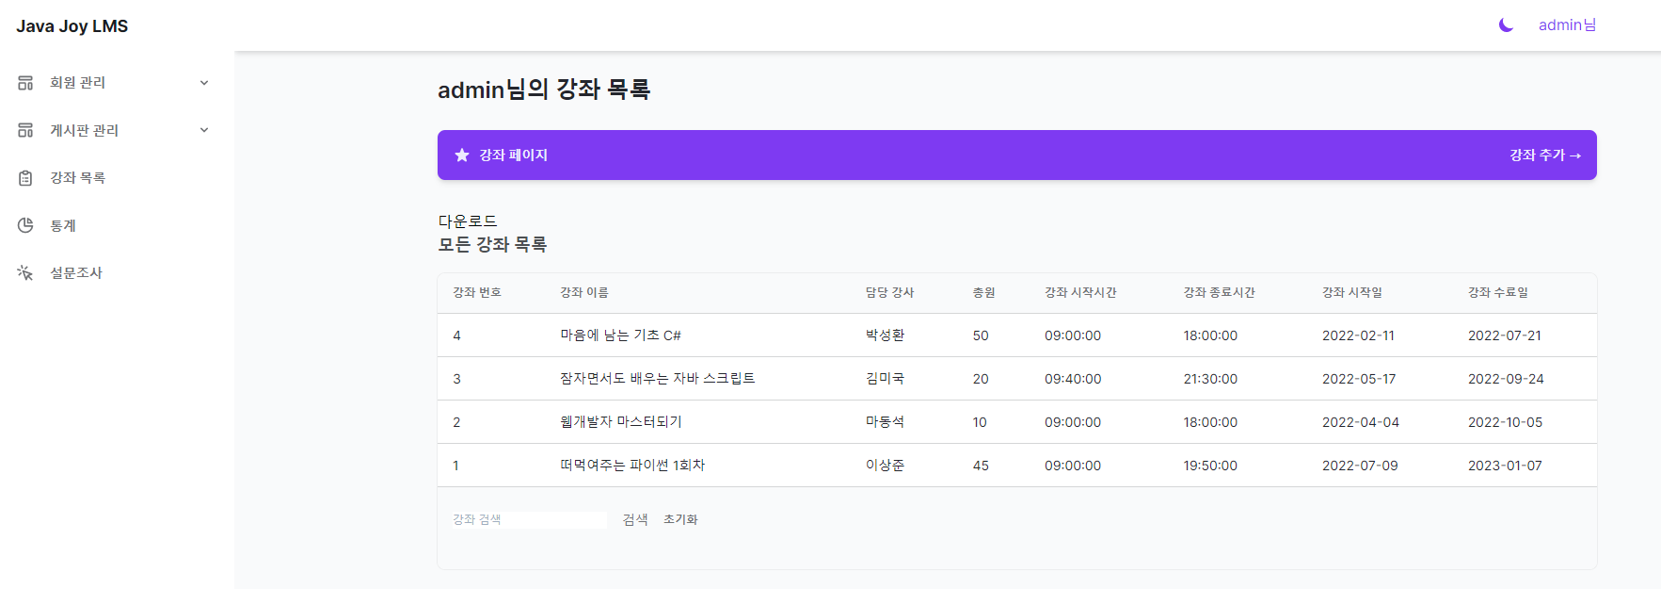 Java Joy LMS
admin님
회원 관리
게시판 관리
강좌 목록
통계
설문조사
admin님의 강좌 목록
강좌 페이지 강좌 추가 →
다운로드
모든 강좌 목록
강좌 번호 강좌 이름 담당 강사 총원 강좌 시작시간 강좌 종료시간 강좌 시작일 강좌 수료일
4 마음에 남는 기초 C# 박성환 50 09:00:00 18:00:00 2022-02-11 2022-07-21
3 잠자면서도 배우는 자바 스크립트 김미국 20 09:40:00 21:30:00 2022-05-17 2022-09-24
2 웹개발자 마스터되기 마동석 10 09:00:00 18:00:00 2022-04-04 2022-10-05
1 떠먹여주는 파이썬 1회차 이상준 45 09:00:00 19:50:00 2022-07-09 2023-01-07
강좌 검색 검색 초기화